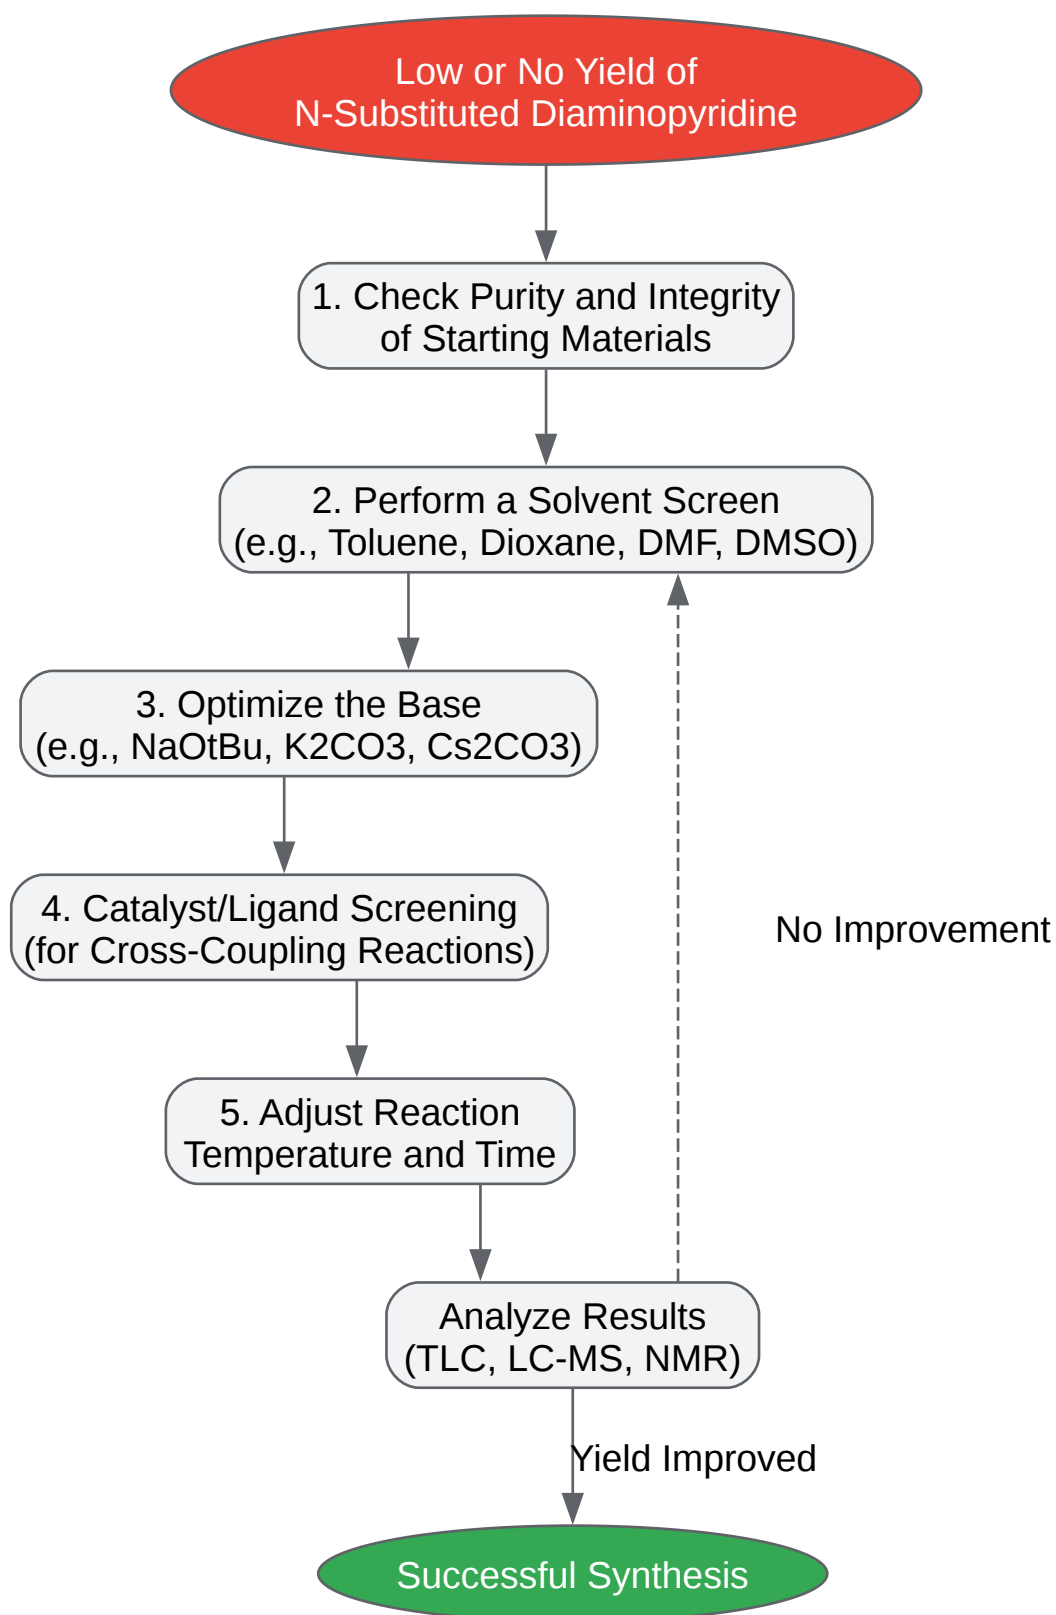 Low or No Yield of
N-Substituted Diaminopyridine
1. Check Purity and Integrity
of Starting Materials
2. Perform a Solvent Screen
(e.g., Toluene, Dioxane, DMF, DMSO)
3. Optimize the Base
(e.g., NaOtBu, K2CO3, Cs2CO3)
4. Catalyst/Ligand Screening
(for Cross-Coupling Reactions)
No Improvement
5. Adjust Reaction
Temperature and Time
Analyze Results
(TLC, LC-MS, NMR)
Yield Improved
Successful Synthesis